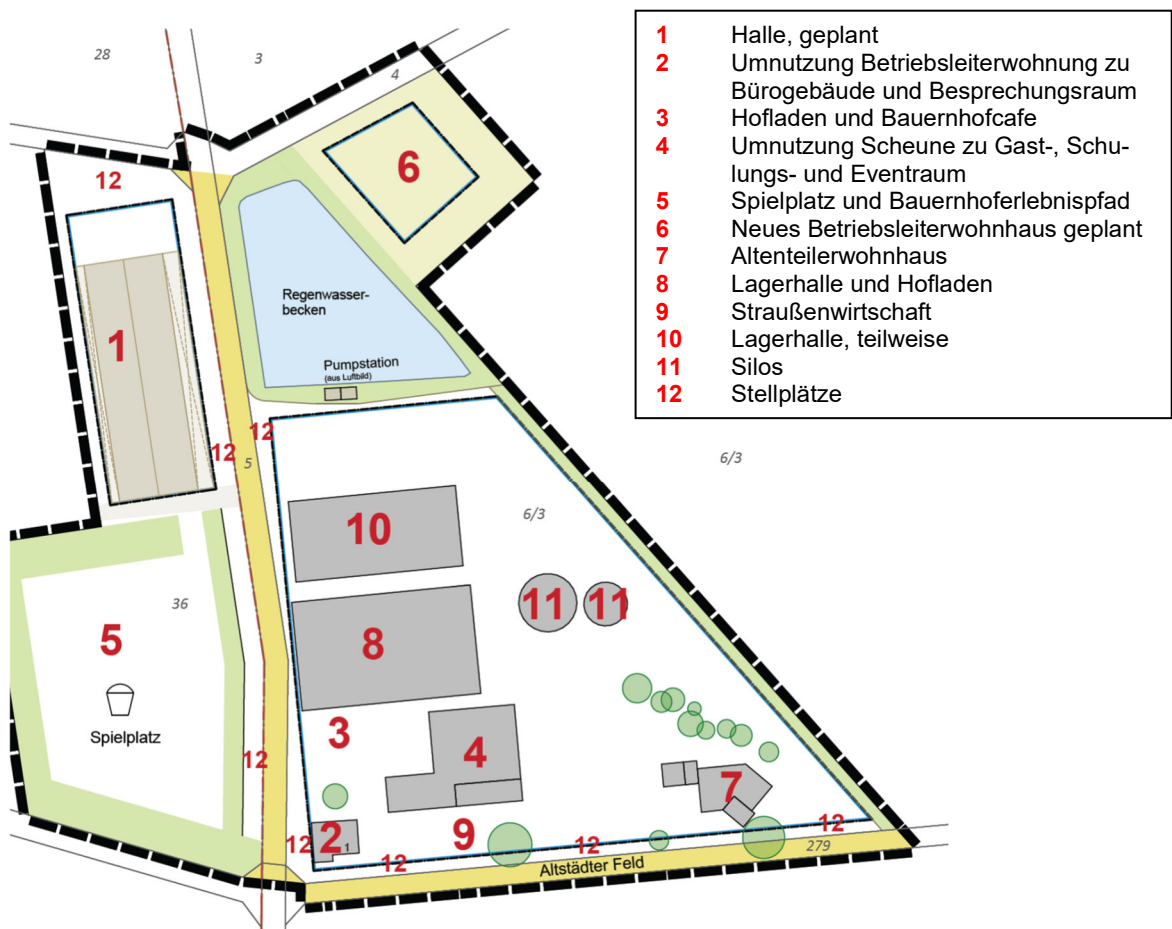 1 Halle, geplant
2 Umnutzung Betriebsleiterwohnung zu
Bürogebäude und Besprechungsraum
3 Hofladen und Bauernhofcafe
4 Umnutzung Scheune zu Gast-, Schu-
lungs- und Eventraum
5 Spielplatz und Bauernhoferlebnispfad
6 Neues Betriebsleiterwohnhaus geplant
7 Altenteilerwohnhaus
8 Lagerhalle und Hofladen
9 Straußenwirtschaft
10 Lagerhalle, teilweise
11 Silos
12 Stellplätze
28
3
4
12
6
Regenwasser-
becken
1
Pumpstation
(aus Luftbild)
12
12
5
6/3
10
6/3
11
11
36
5
8
Spielplatz
3
4
12
7
2
1
12
9
12
12
12
279
Altstädter Feld